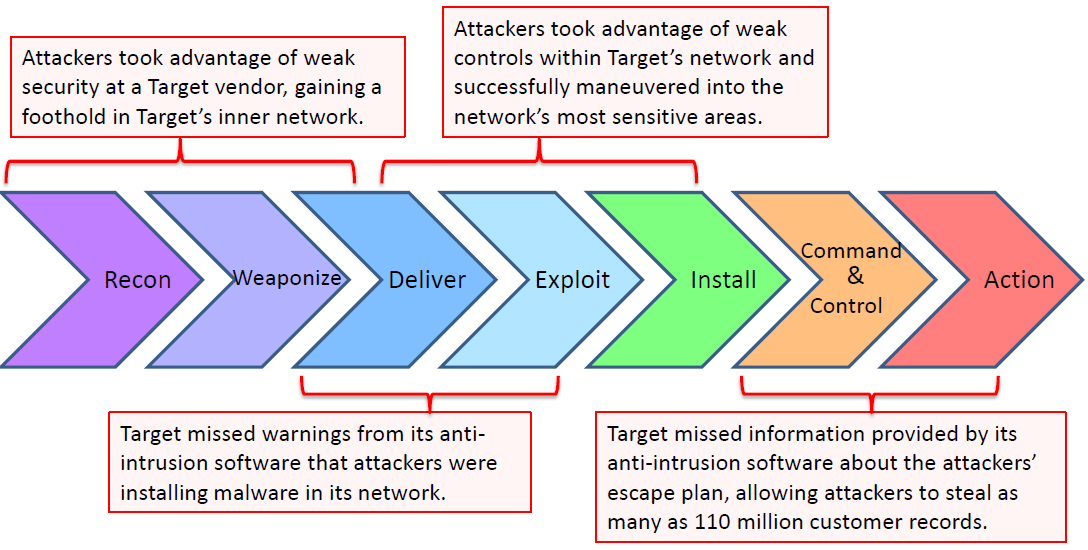 Attackers took advantage of weak
security at a Target vendor, gaining a
foothold in Target’s inner network.
Attackers took advantage of weak
controls within Target’s network and
successfully maneuvered into the
network’s most sensitive areas.
Recon
Weaponize
Deliver
Exploit
Install
Command
&
Control
Action
Target missed warnings from its anti-
intrusion software that attackers were
installing malware in its network.
Target missed information provided by its
anti-intrusion software about the attackers’
escape plan, allowing attackers to steal as
many as 110 million customer records.